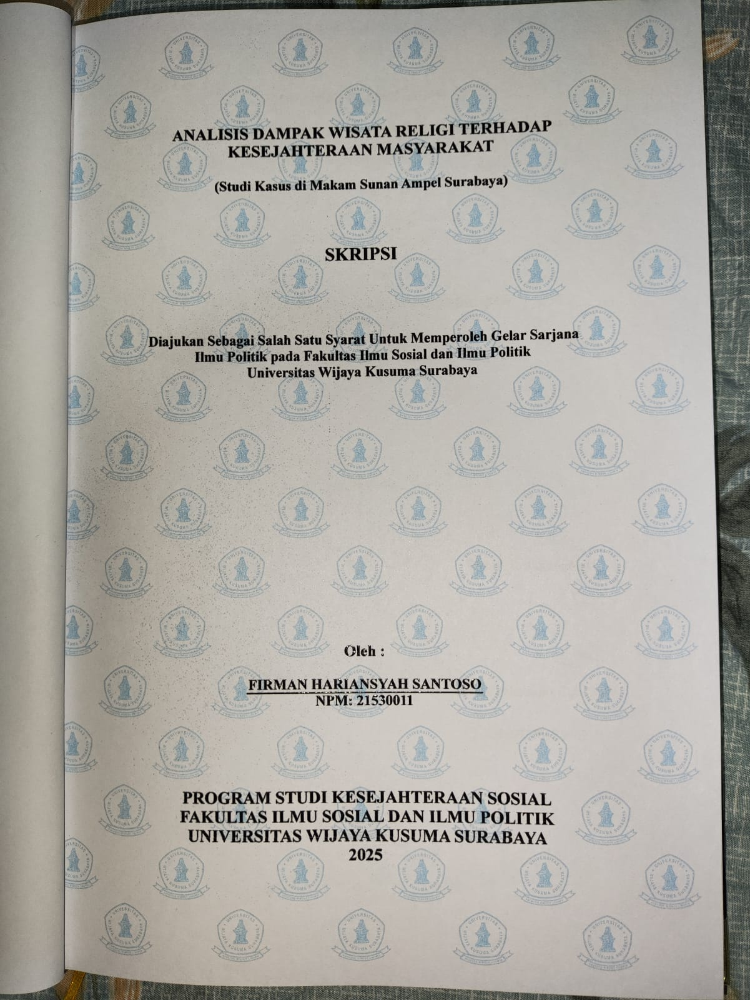 ANALISIS DAMPAK WISATA RELIGI TERHADAP
KESEJAHTERAAN MASYARAKAT
(Studi Kasus di Makam Sunan Ampel Surabaya)
SKRIPSI
Diajukan Sebagai Salah Satu Syarat Untuk Memperoleh Gelar Sarjana
Ilmu Politik pada Fakultas Ilmu Sosial dan Ilmu Politik
Universitas Wijaya Kusuma Surabaya
Oleh :
FIRMAN HARIANSYAH SANTOSO
NPM: 21530011
PROGRAM STUDI KESEJAHTERAAN SOSIAL
FAKULTAS ILMU SOSIAL DAN ILMU POLITIK
UNIVERSITAS WIJAYA KUSUMA SURABAYA
2025